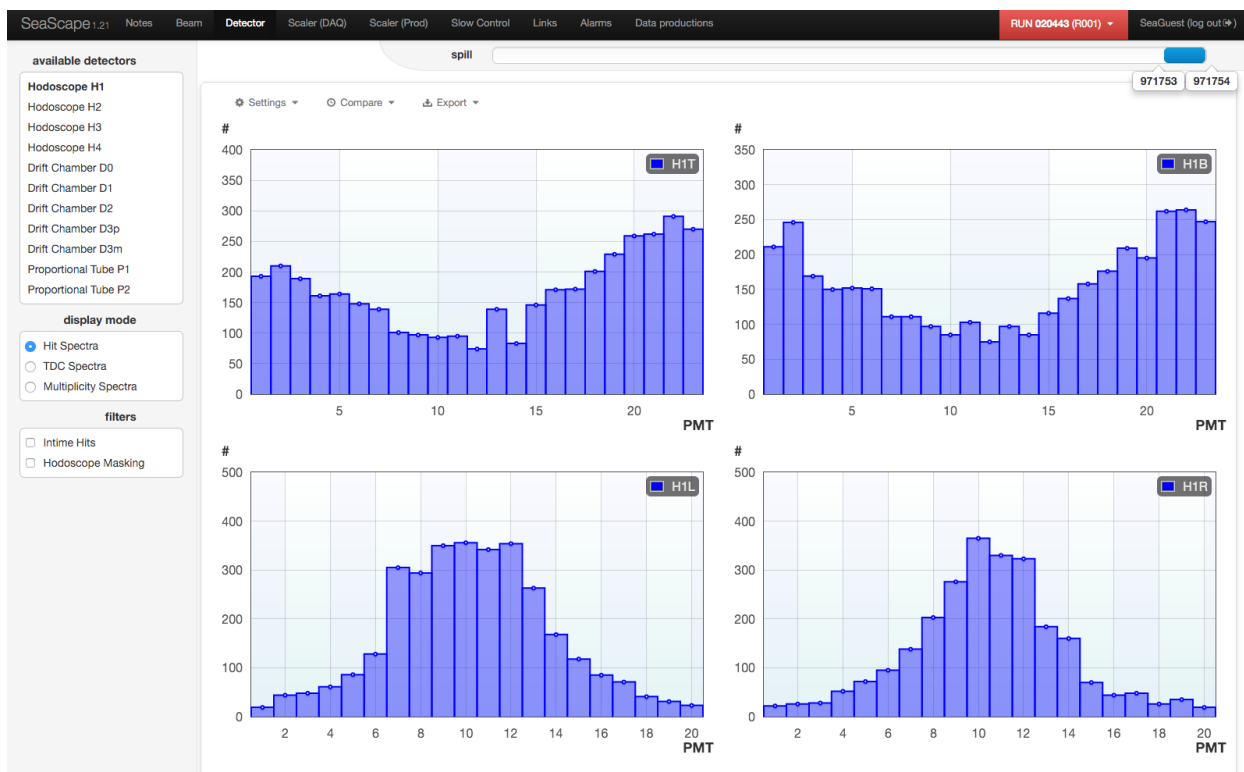 SeaScape 1.21 Notes Beam Detector Scaler (DAQ) Scaler (Prod) Slow Control Links Alarms Data productions RUN 020443 (R001) SeaGuest (log out)
spill
971753 971754
available detectors
Hodoscope H1
Hodoscope H2
Hodoscope H3
Hodoscope H4
Drift Chamber D0
Drift Chamber D1
Drift Chamber D2
Drift Chamber D3p
Drift Chamber D3m
Proportional Tube P1
Proportional Tube P2
display mode
Hit Spectra
TDC Spectra
Multiplicity Spectra
filters
Intime Hits
Hodoscope Masking
Settings Compare Export
#
400
350
300
250
200
150
100
50
0
H1T
5 10 15 20
PMT
#
350
300
250
200
150
100
50
0
H1B
5 10 15 20
PMT
#
500
400
300
200
100
0
H1L
2 4 6 8 10 12 14 16 18 20
PMT
#
500
400
300
200
100
0
H1R
2 4 6 8 10 12 14 16 18 20
PMT